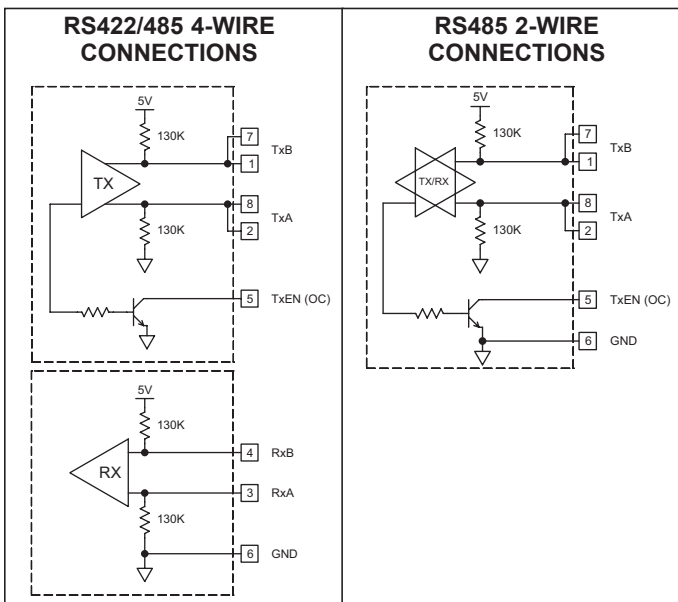 RS422/485 4-WIRE
CONNECTIONS
5V
130K
7
TxB
1
TX
8
TxA
2
130K
5 TxEN (OC)
5V
130K
4 RxB
RX
3 RxA
130K
6 GND
RS485 2-WIRE
CONNECTIONS
5V
130K
7
TxB
1
TX/RX
8
TxA
2
130K
5 TxEN (OC)
6 GND